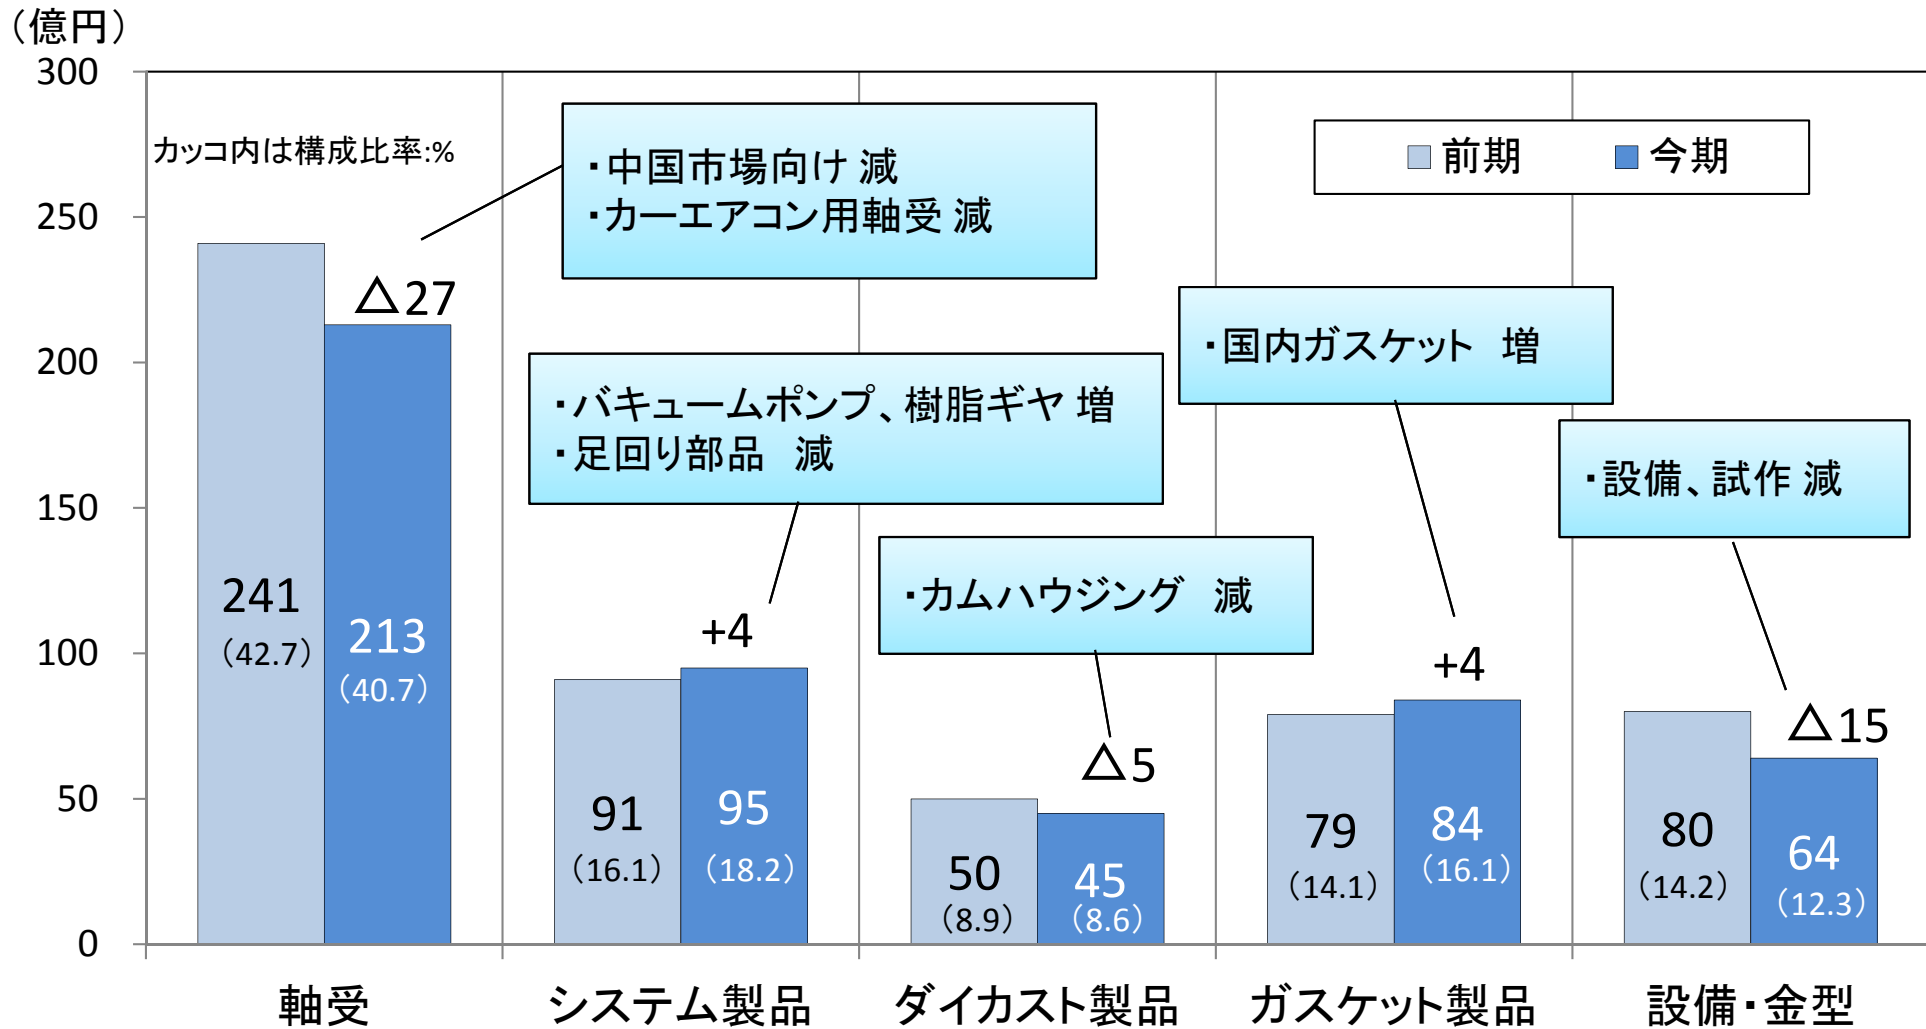 （億円）
300
250
200
150
100
50
0
カッコ内は構成比率:%
前期 今期
・中国市場向け 減
・カーエアコン用軸受 減
△27
241
（42.7）
213
（40.7）
・バキュームポンプ、樹脂ギヤ 増
・足回り部品 減
+4
91
（16.1）
95
（18.2）
・カムハウジング 減
△5
50
（8.9）
45
（8.6）
・国内ガスケット 増
+4
79
（14.1）
84
（16.1）
・設備、試作 減
△15
80
（14.2）
64
（12.3）
軸受 システム製品 ダイカスト製品 ガスケット製品 設備・金型